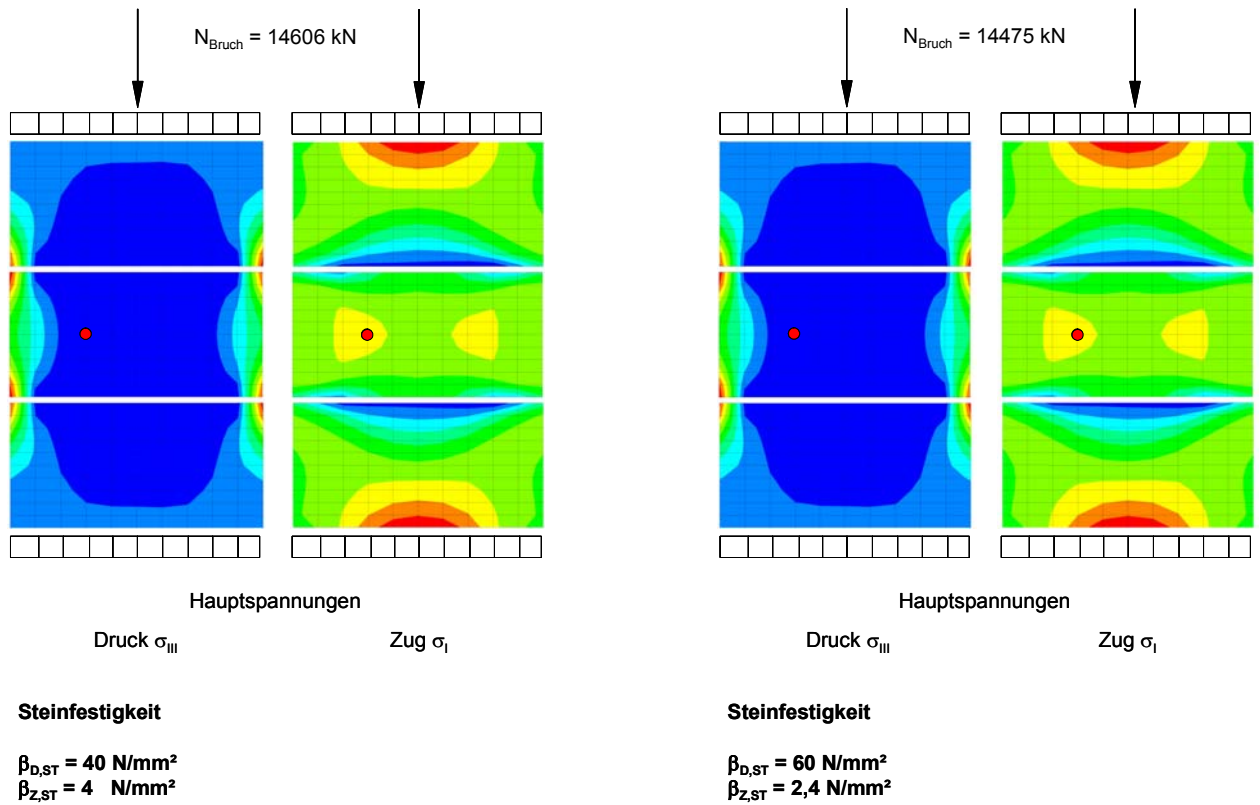 N_Bruch = 14606 kN
Hauptspannungen
Druck σ_III
Zug σ_I
Steinfestigkeit
β_D,ST = 40 N/mm²
β_Z,ST = 4 N/mm²
N_Bruch = 14475 kN
Hauptspannungen
Druck σ_III
Zug σ_I
Steinfestigkeit
β_D,ST = 60 N/mm²
β_Z,ST = 2,4 N/mm²